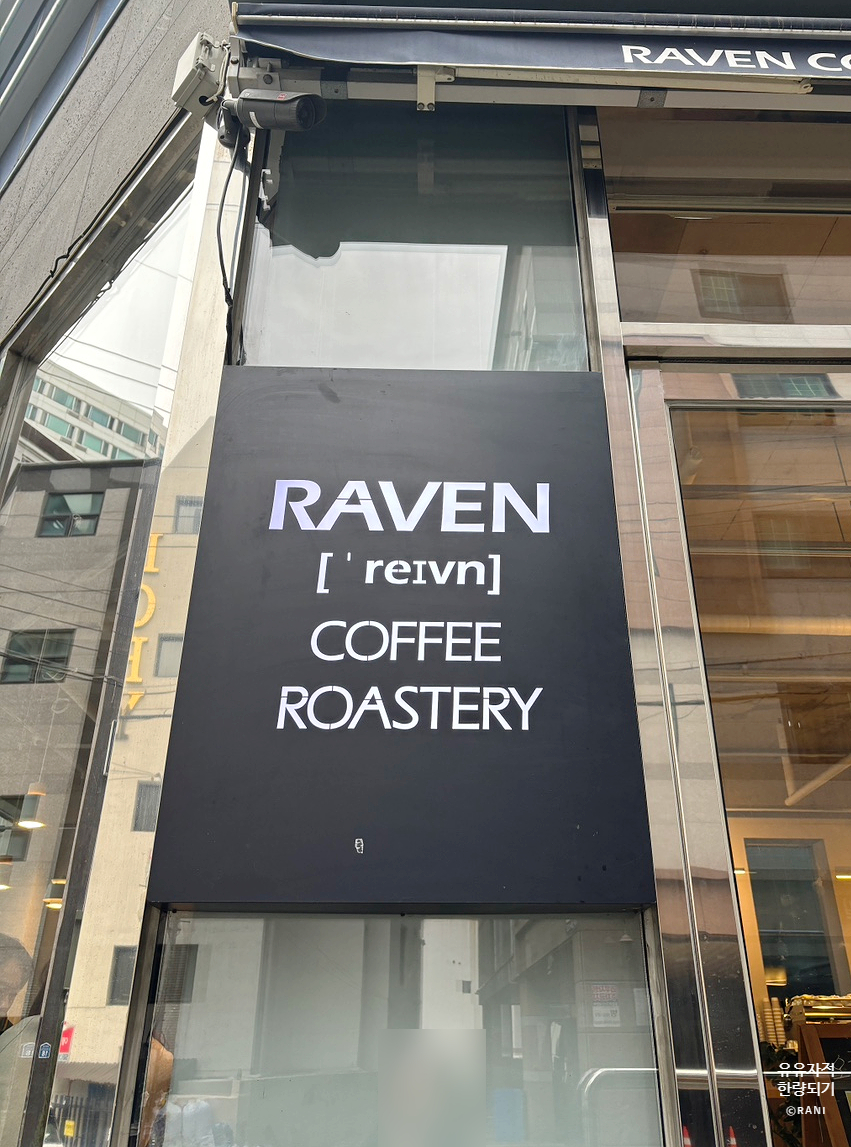 RAVEN CO
RAVEN
[ ˈreɪvn]
COFFEE
ROASTERY
유유자적
한량되기
©RANI